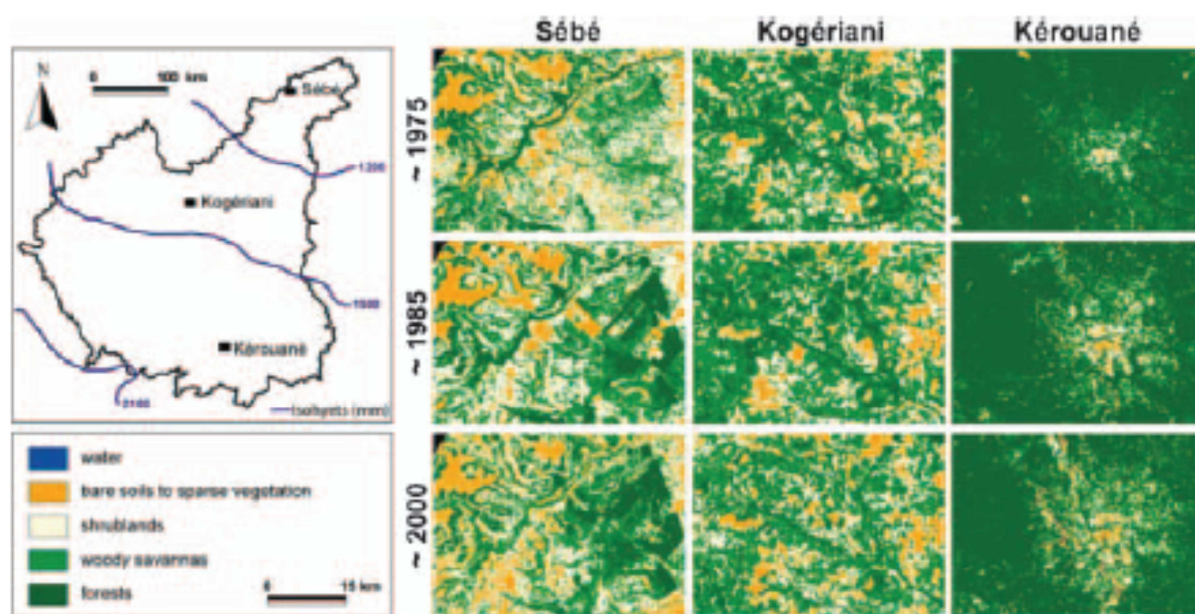 Sébé Kogériani Kérouané
N
0 100 km
Sébé
1200
Kogériani
1500
Kérouané
2100
Isohyets (mm)
~ 1975
~ 1985
~ 2000
water
bare soils to sparse vegetation
shrublands
woody savannas
forests
0 15 km